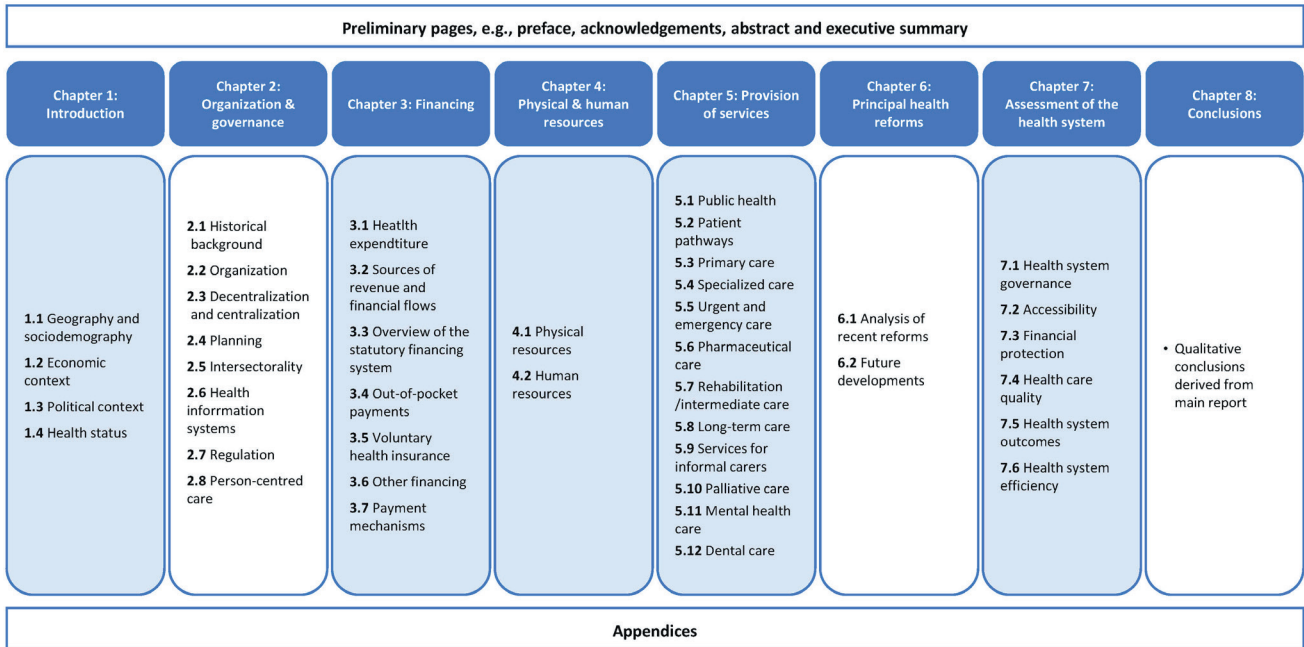 Preliminary pages, e.g., preface, acknowledgements, abstract and executive summary
Chapter 1:
Introduction
Chapter 2:
Organization &
governance
Chapter 3: Financing
Chapter 4:
Physical & human
resources
Chapter 5: Provision
of services
Chapter 6:
Principal health
reforms
Chapter 7:
Assessment of the
health system
Chapter 8:
Conclusions
1.1 Geography and
sociodemography
1.2 Economic
context
1.3 Political context
1.4 Health status
2.1 Historical
background
2.2 Organization
2.3 Decentralization
and centralization
2.4 Planning
2.5 Intersectorality
2.6 Health
inforrmation
systems
2.7 Regulation
2.8 Person-centred
care
3.1 Heatlth
expendtiture
3.2 Sources of
revenue and
financial flows
3.3 Overview of the
statutory financing
system
3.4 Out-of-pocket
payments
3.5 Voluntary
health insurance
3.6 Other financing
3.7 Payment
mechanisms
4.1 Physical
resources
4.2 Human
resources
5.1 Public health
5.2 Patient
pathways
5.3 Primary care
5.4 Specialized care
5.5 Urgent and
emergency care
5.6 Pharmaceutical
care
5.7 Rehabilitation
/intermediate care
5.8 Long-term care
5.9 Services for
informal carers
5.10 Palliative care
5.11 Mental health
care
5.12 Dental care
6.1 Analysis of
recent reforms
6.2 Future
developments
7.1 Health system
governance
7.2 Accessibility
7.3 Financial
protection
7.4 Health care
quality
7.5 Health system
outcomes
7.6 Health system
efficiency
• Qualitative
conclusions
derived from
main report
Appendices